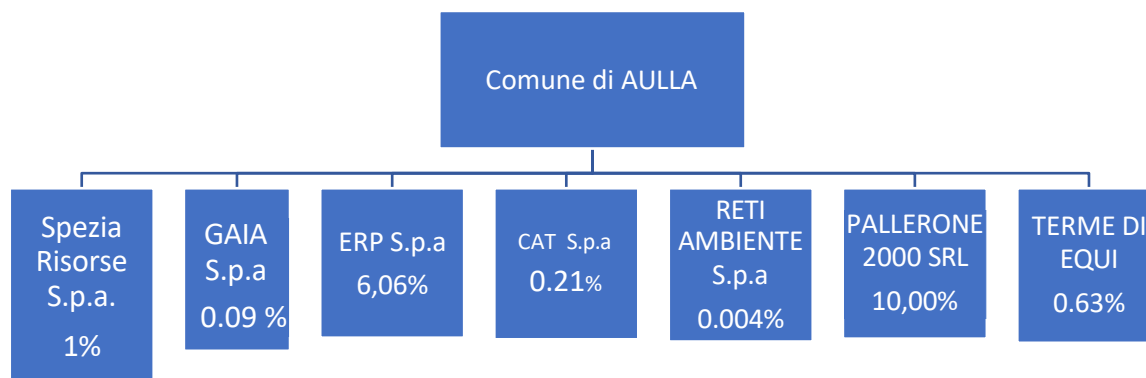 Comune di AULLA
Spezia
Risorse
S.p.a.
1%
GAIA
S.p.a
0.09 %
ERP S.p.a
6,06%
CAT S.p.a
0.21%
RETI
AMBIENTE
S.p.a
0.004%
PALLERONE
2000 SRL
10,00%
TERME DI
EQUI
0.63%